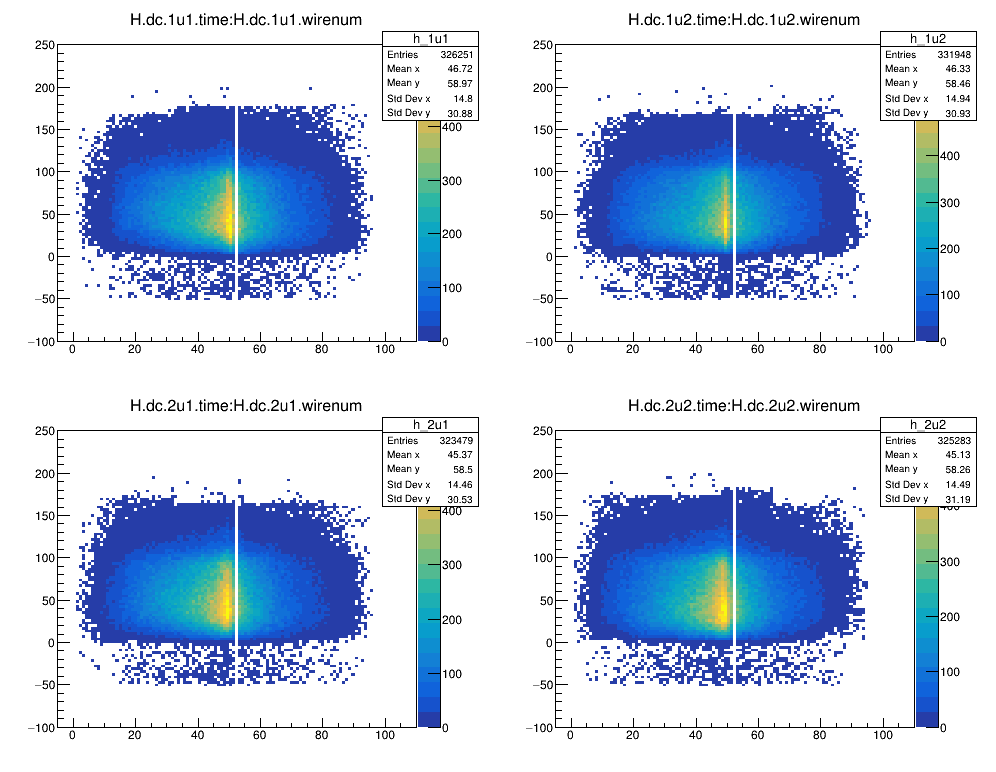 H.dc.1u1.time:H.dc.1u1.wirenum
h_1u1
Entries 326251
Mean x 46.72
Mean y 58.97
Std Dev x 14.8
Std Dev y 30.88
250
200
150
100
50
0
−50
−100
0 20 40 60 80 100
400
300
200
100
0
H.dc.1u2.time:H.dc.1u2.wirenum
h_1u2
Entries 331948
Mean x 46.33
Mean y 58.46
Std Dev x 14.94
Std Dev y 30.93
250
200
150
100
50
0
−50
−100
0 20 40 60 80 100
400
300
200
100
0
H.dc.2u1.time:H.dc.2u1.wirenum
h_2u1
Entries 323479
Mean x 45.37
Mean y 58.5
Std Dev x 14.46
Std Dev y 30.53
250
200
150
100
50
0
−50
−100
0 20 40 60 80 100
400
300
200
100
0
H.dc.2u2.time:H.dc.2u2.wirenum
h_2u2
Entries 325283
Mean x 45.13
Mean y 58.26
Std Dev x 14.49
Std Dev y 31.19
250
200
150
100
50
0
−50
−100
0 20 40 60 80 100
400
300
200
100
0